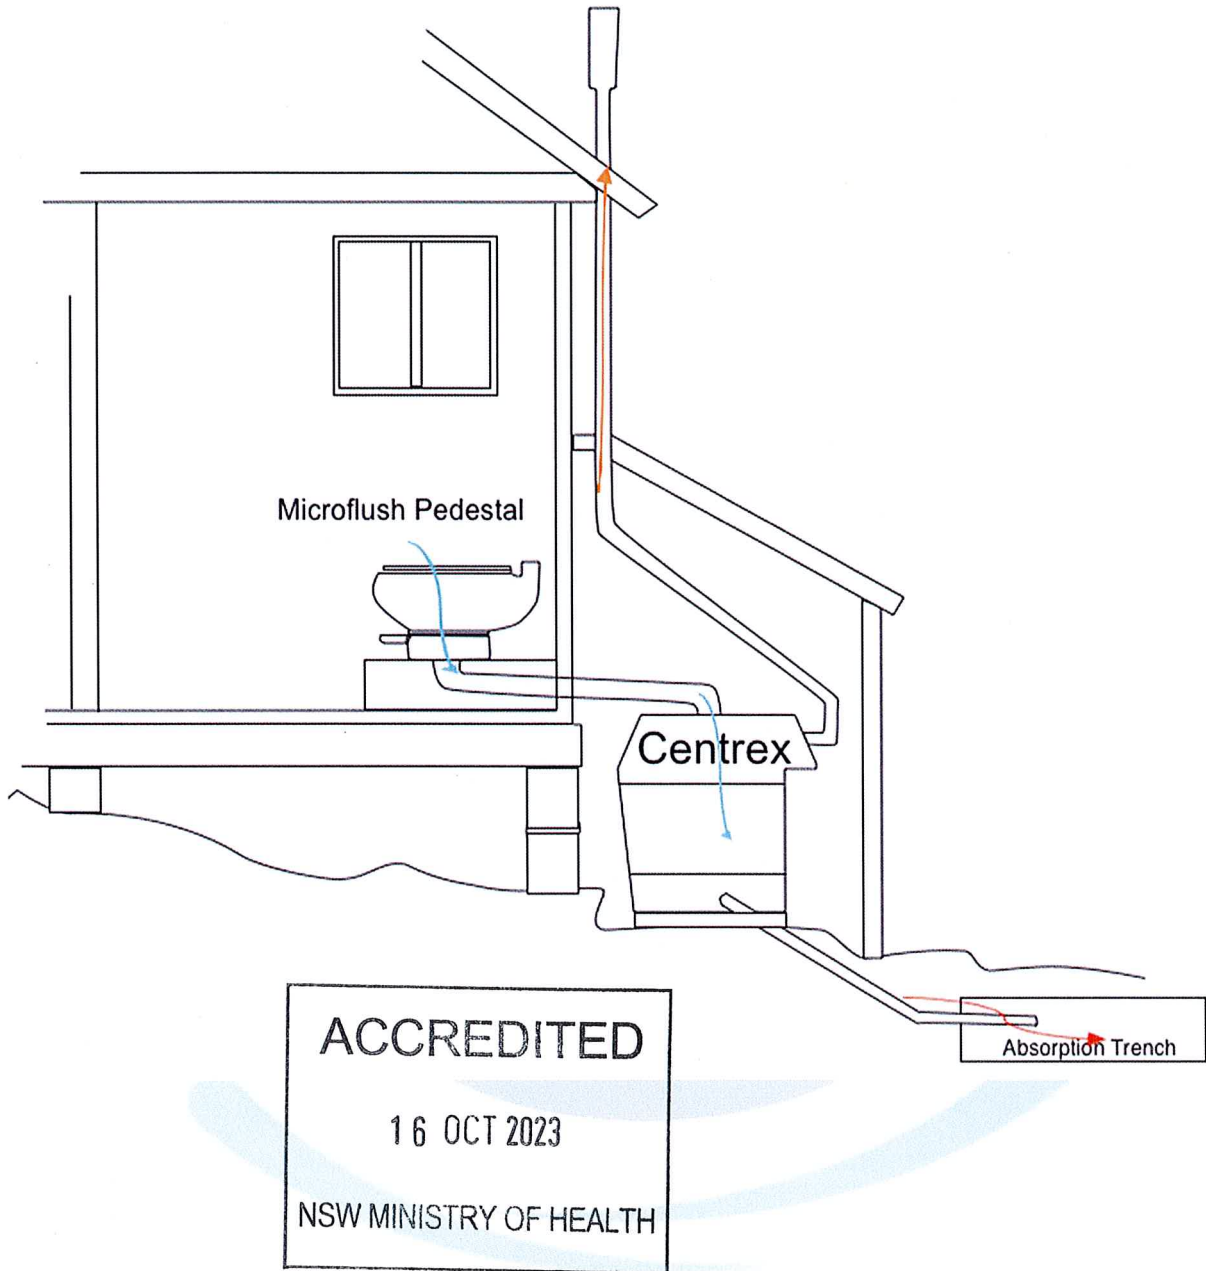 Microflush Pedestal
Centrex
Absorption Trench
ACCREDITED
16 OCT 2023
NSW MINISTRY OF HEALTH